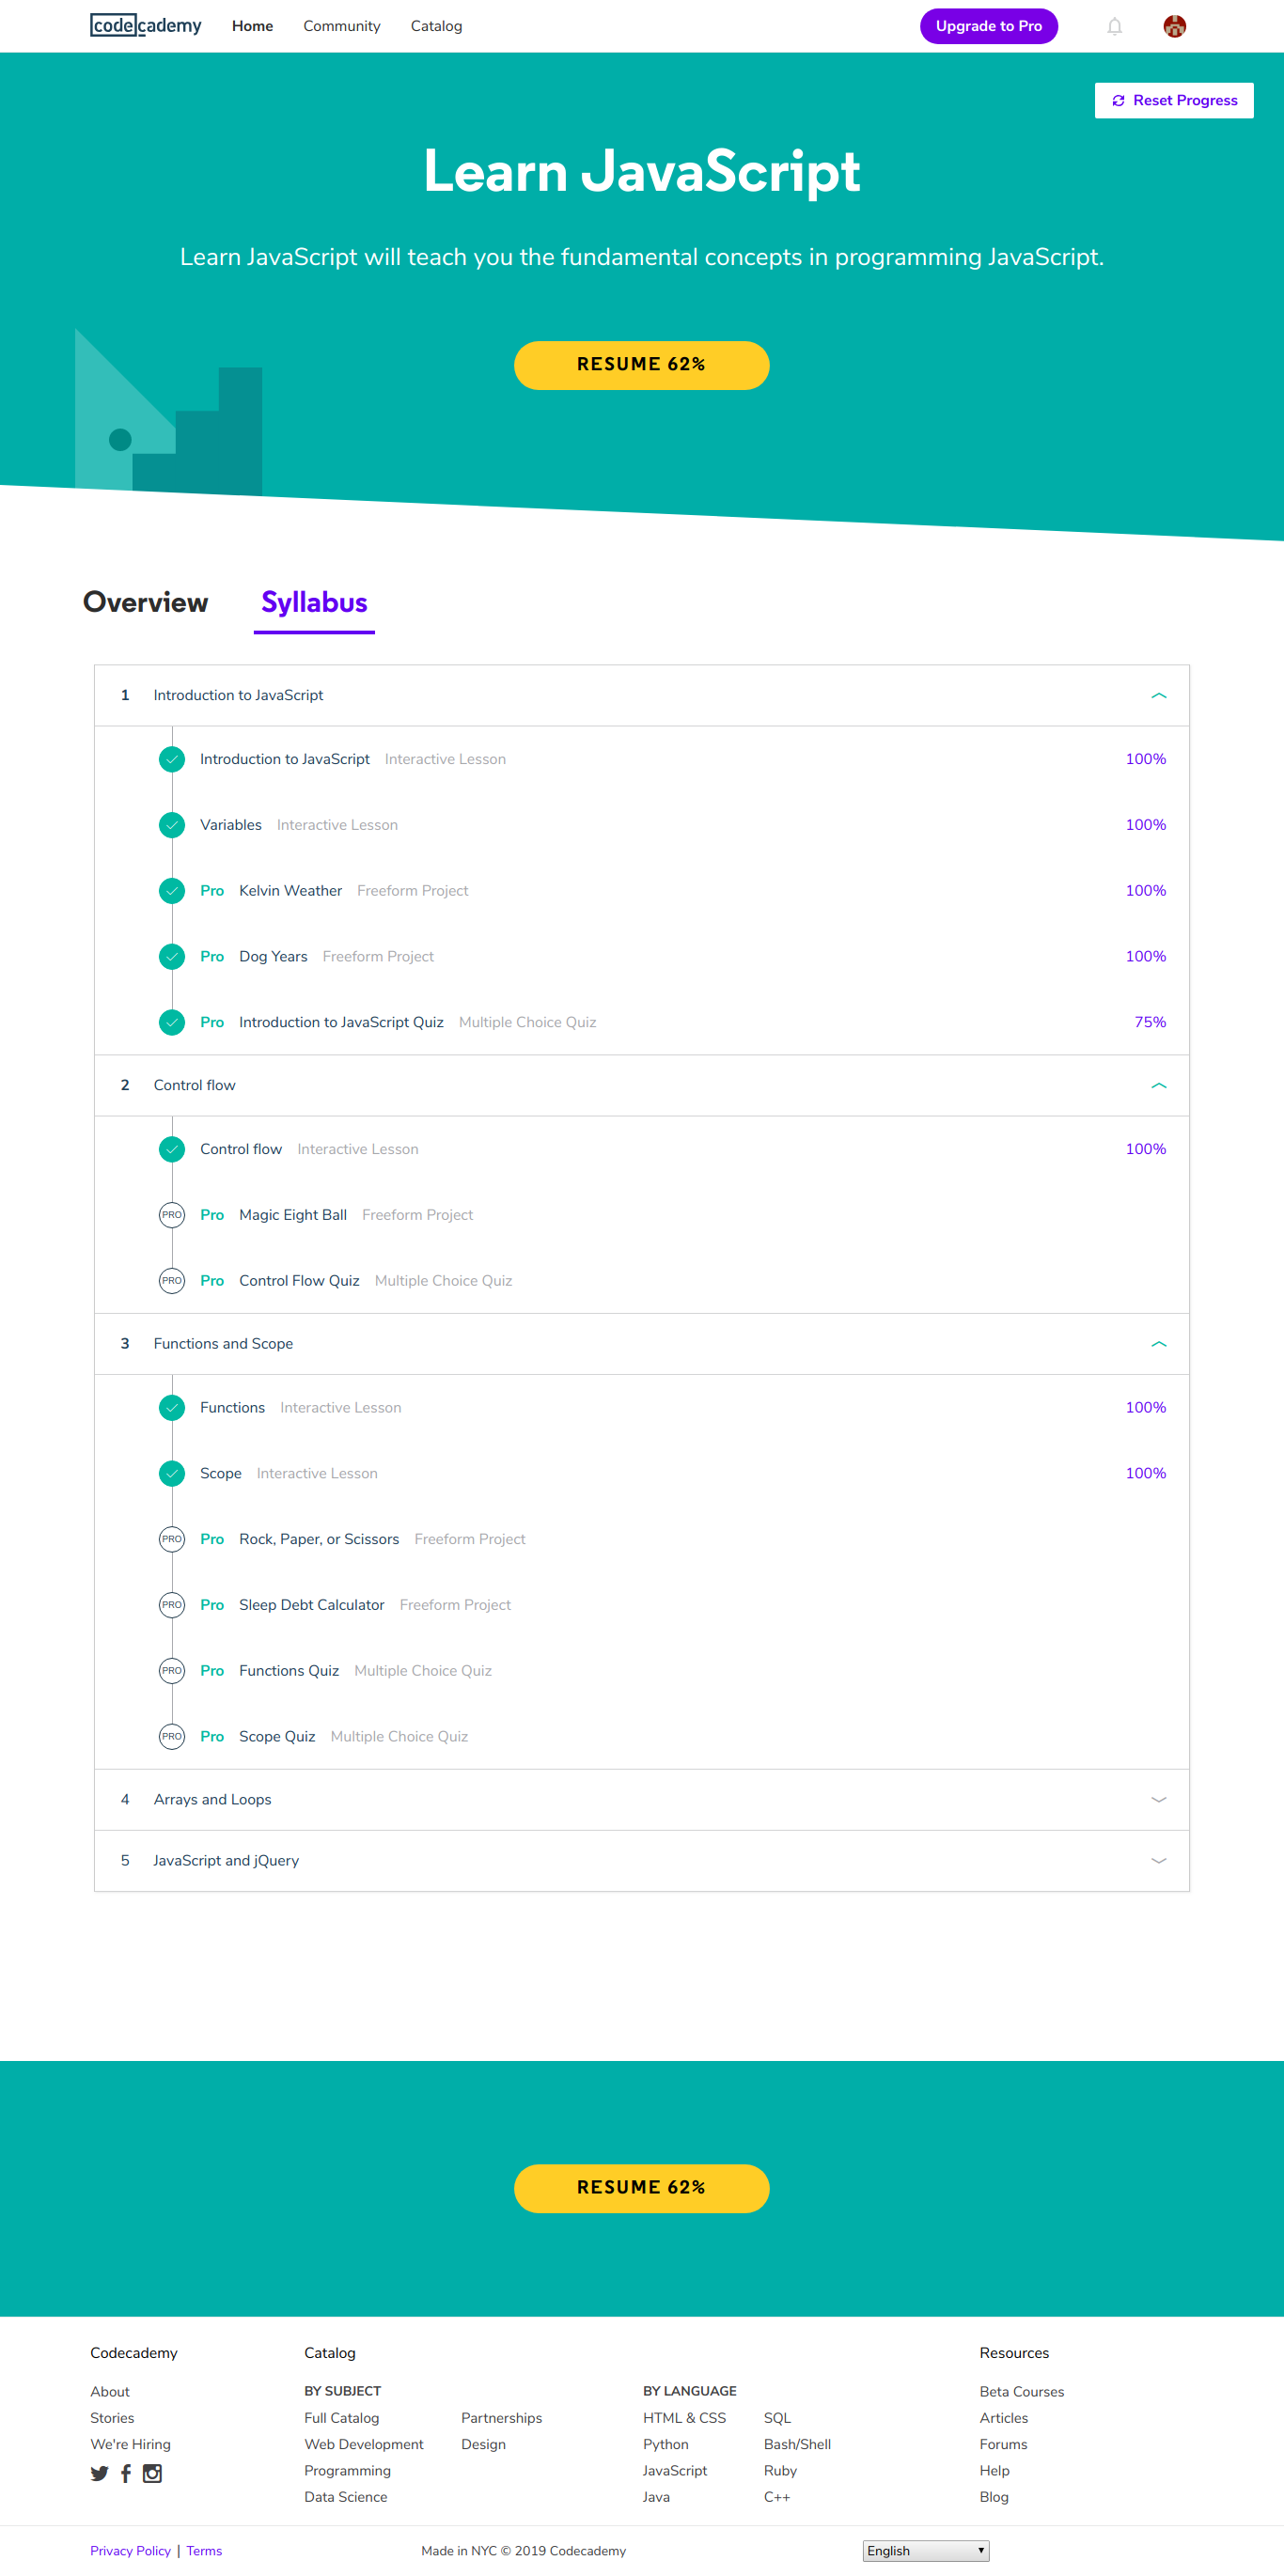 codecademy Home Community Catalog Upgrade to Pro
Reset Progress
Learn JavaScript
Learn JavaScript will teach you the fundamental concepts in programming JavaScript.
RESUME 62%
Overview Syllabus
1 Introduction to JavaScript
Introduction to JavaScript Interactive Lesson 100%
Variables Interactive Lesson 100%
Pro Kelvin Weather Freeform Project 100%
Pro Dog Years Freeform Project 100%
Pro Introduction to JavaScript Quiz Multiple Choice Quiz 75%
2 Control flow
Control flow Interactive Lesson 100%
PRO Pro Magic Eight Ball Freeform Project
PRO Pro Control Flow Quiz Multiple Choice Quiz
3 Functions and Scope
Functions Interactive Lesson 100%
Scope Interactive Lesson 100%
PRO Pro Rock, Paper, or Scissors Freeform Project
PRO Pro Sleep Debt Calculator Freeform Project
PRO Pro Functions Quiz Multiple Choice Quiz
PRO Pro Scope Quiz Multiple Choice Quiz
4 Arrays and Loops
5 JavaScript and jQuery
RESUME 62%
Codecademy Catalog Resources
About BY SUBJECT BY LANGUAGE Beta Courses
Stories Full Catalog Partnerships HTML & CSS SQL Articles
We're Hiring Web Development Design Python Bash/Shell Forums
Programming JavaScript Ruby Help
Data Science Java C++ Blog
Privacy Policy | Terms Made in NYC © 2019 Codecademy English